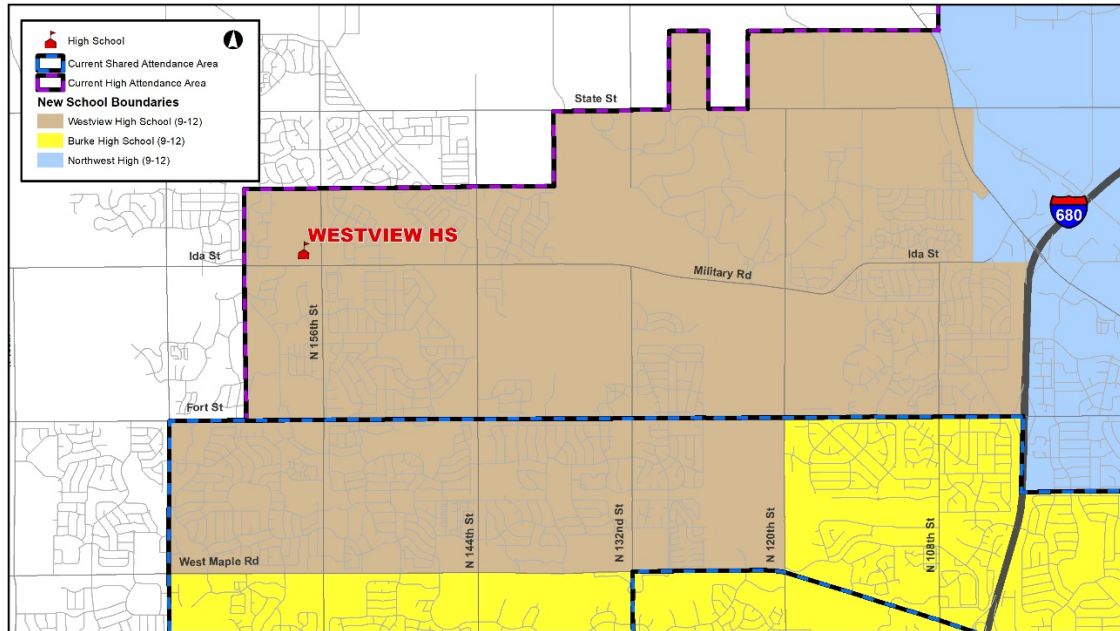 High School
Current Shared Attendance Area
Current High Attendance Area
New School Boundaries
Westview High School (9-12)
Burke High School (9-12)
Northwest High (9-12)
State St
680
WESTVIEW HS
Ida St
Military Rd
Ida St
N 156th St
Fort St
West Maple Rd
N 144th St
N 132nd St
N 120th St
N 108th St